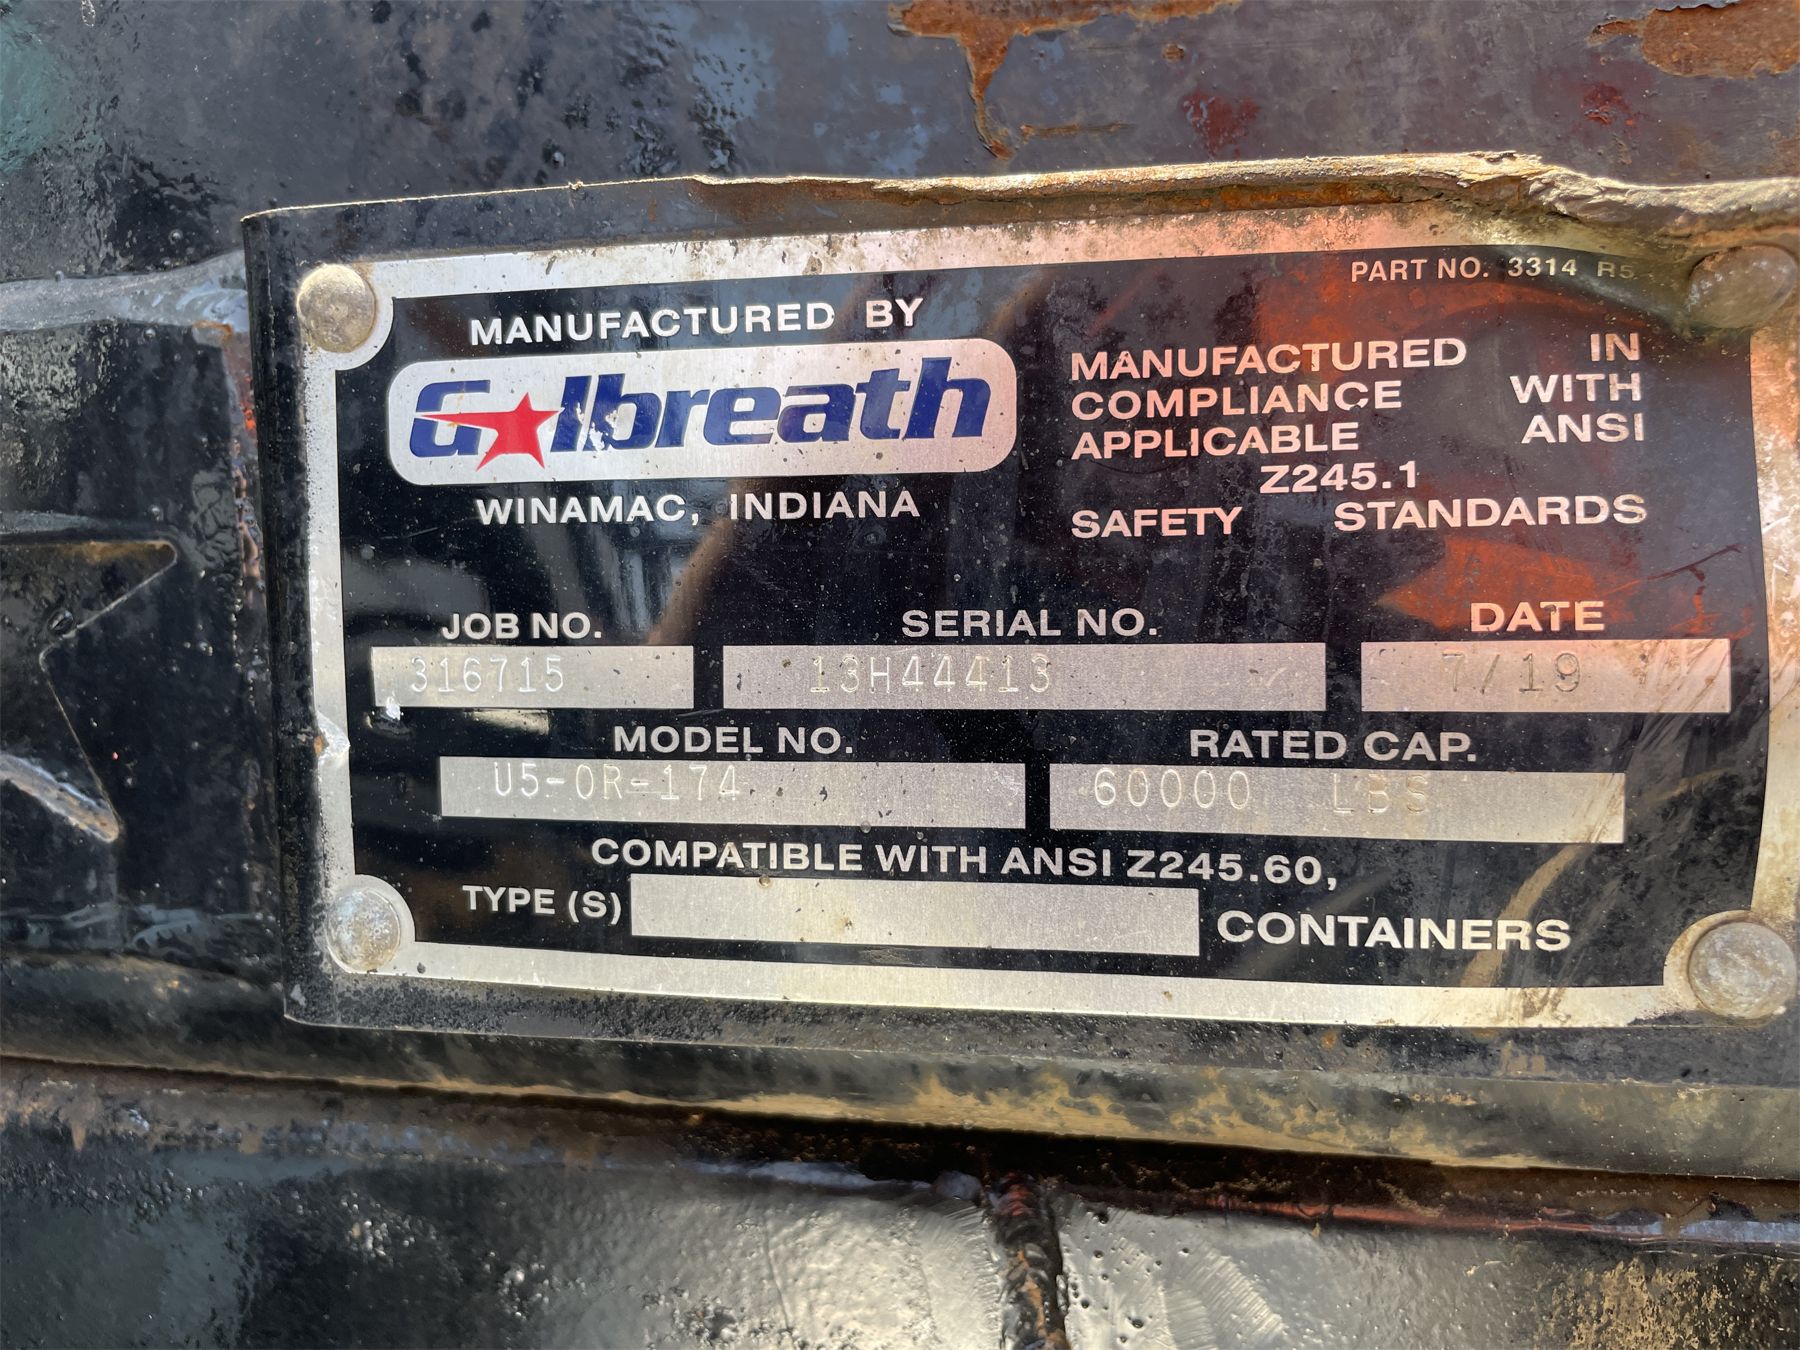 PART NO. 3314 R5
MANUFACTURED BY
Galbreath
WINAMAC, INDIANA
MANUFACTURED IN
COMPLIANCE WITH
APPLICABLE ANSI
Z245.1
SAFETY STANDARDS
JOB NO. SERIAL NO. DATE
316715 13H44413 7/19
MODEL NO. RATED CAP.
U5-OR-174 60000 LBS
COMPATIBLE WITH ANSI Z245.60,
TYPE (S) CONTAINERS